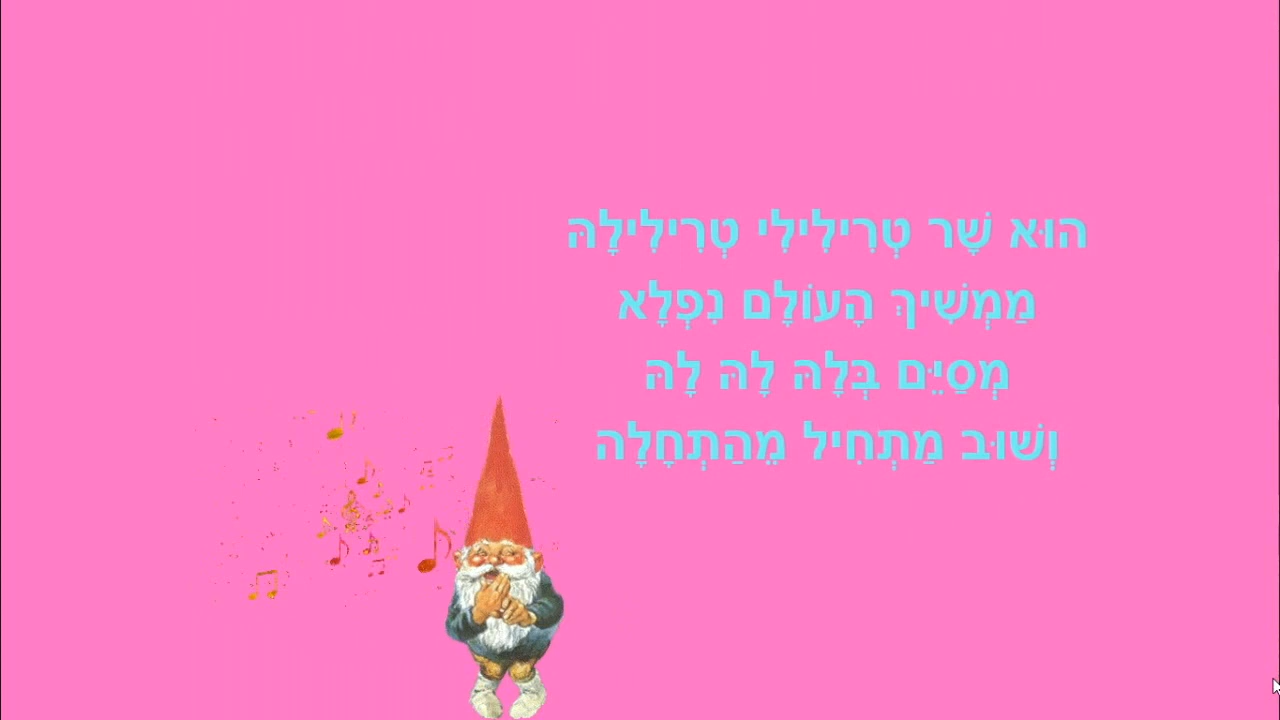 הוּא שָׁר טְרִילִילִי טְרִילִילָהּ
מַמְשִׁיךְ הָעוֹלָם נִפְלָא
מְסַיֵּם בְּלָהּ לָהּ לָהּ
וְשׁוּב מַתְחִיל מֵהַתְחָלָה